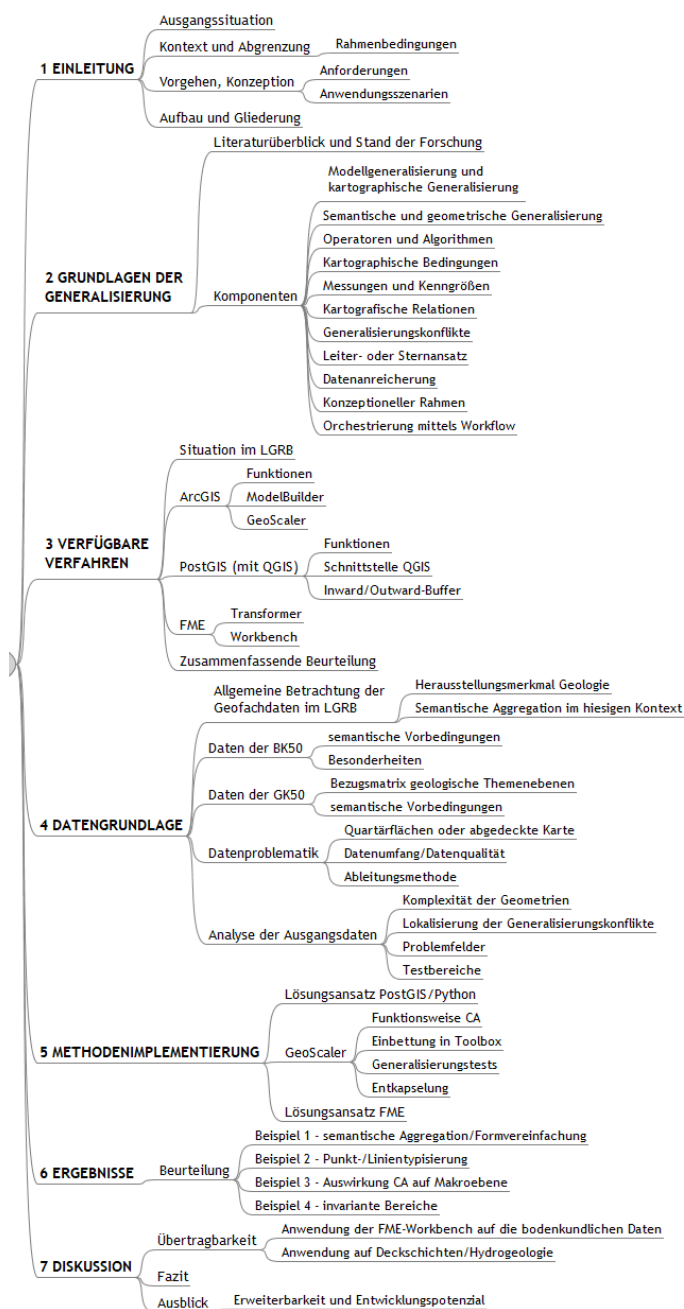 1 EINLEITUNG
Ausgangssituation
Kontext und Abgrenzung
Rahmenbedingungen
Vorgehen, Konzeption
Anforderungen
Anwendungsszenarien
Aufbau und Gliederung
2 GRUNDLAGEN DER
GENERALISIERUNG
Literaturüberblick und Stand der Forschung
Komponenten
Modellgeneralisierung und
kartographische Generalisierung
Semantische und geometrische Generalisierung
Operatoren und Algorithmen
Kartographische Bedingungen
Messungen und Kenngrößen
Kartografische Relationen
Generalisierungskonflikte
Leiter- oder Sternansatz
Datenanreicherung
Konzeptioneller Rahmen
Orchestrierung mittels Workflow
3 VERFÜGBARE
VERFAHREN
Situation im LGRB
ArcGIS
Funktionen
ModelBuilder
GeoScaler
PostGIS (mit QGIS)
Funktionen
Schnittstelle QGIS
Inward/Outward-Buffer
FME
Transformer
Workbench
Zusammenfassende Beurteilung
4 DATENGRUNDLAGE
Allgemeine Betrachtung der
Geofachdaten im LGRB
Herausstellungsmerkmal Geologie
Semantische Aggregation im hiesigen Kontext
Daten der BK50
semantische Vorbedingungen
Besonderheiten
Daten der GK50
Bezugsmatrix geologische Themenebenen
semantische Vorbedingungen
Datenproblematik
Quartärflächen oder abgedeckte Karte
Datenumfang/Datenqualität
Ableitungsmethode
Analyse der Ausgangsdaten
Komplexität der Geometrien
Lokalisierung der Generalisierungskonflikte
Problemfelder
Testbereiche
5 METHODENIMPLEMENTIERUNG
Lösungsansatz PostGIS/Python
GeoScaler
Funktionsweise CA
Einbettung in Toolbox
Generalisierungstests
Entkapselung
Lösungsansatz FME
6 ERGEBNISSE
Beurteilung
Beispiel 1 - semantische Aggregation/Formvereinfachung
Beispiel 2 - Punkt-/Linientypisierung
Beispiel 3 - Auswirkung CA auf Makroebene
Beispiel 4 - invariante Bereiche
7 DISKUSSION
Übertragbarkeit
Anwendung der FME-Workbench auf die bodenkundlichen Daten
Anwendung auf Deckschichten/Hydrogeologie
Fazit
Ausblick
Erweiterbarkeit und Entwicklungspotenzial